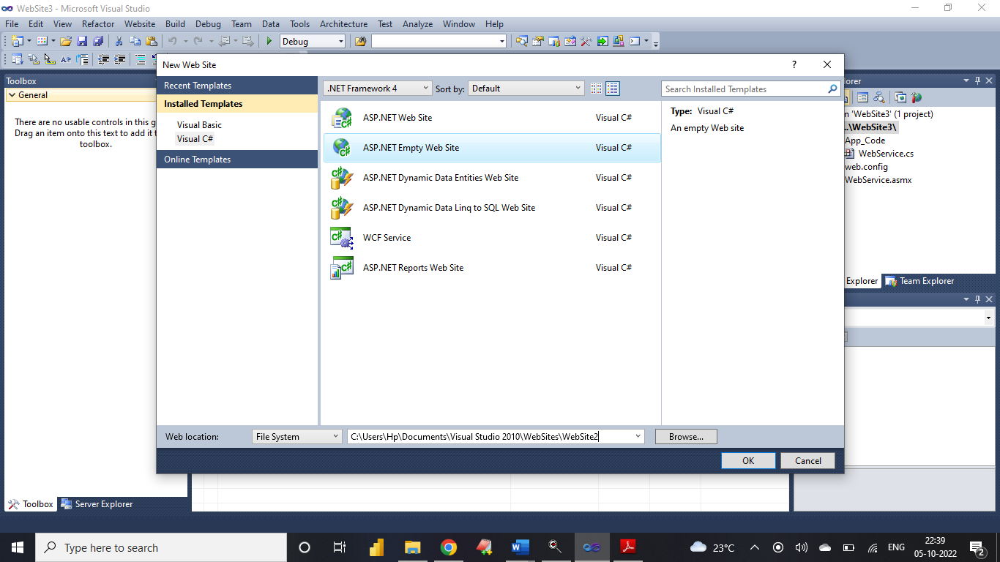 WebSite3 - Microsoft Visual Studio
File Edit View Refactor Website Build Debug Team Data Tools Architecture Test Analyze Window Help
Debug
Toolbox
General
There are no usable controls in this g
Drag an item onto this text to add it t
toolbox.
Toolbox Server Explorer
New Web Site ?
Recent Templates
Installed Templates
Visual Basic
Visual C#
Online Templates
.NET Framework 4 Sort by: Default Search Installed Templates
ASP.NET Web Site Visual C#
ASP.NET Empty Web Site Visual C#
ASP.NET Dynamic Data Entities Web Site Visual C#
ASP.NET Dynamic Data Linq to SQL Web Site Visual C#
WCF Service Visual C#
ASP.NET Reports Web Site Visual C#
Type: Visual C#
An empty Web site
Web location: File System C:\Users\Hp\Documents\Visual Studio 2010\WebSites\WebSite2 Browse...
OK Cancel
orer
n 'WebSite3' (1 project)
..\WebSite3\
App_Code
WebService.cs
web.config
WebService.asmx
Explorer Team Explorer
Type here to search
23°C ENG 22:39
05-10-2022 2